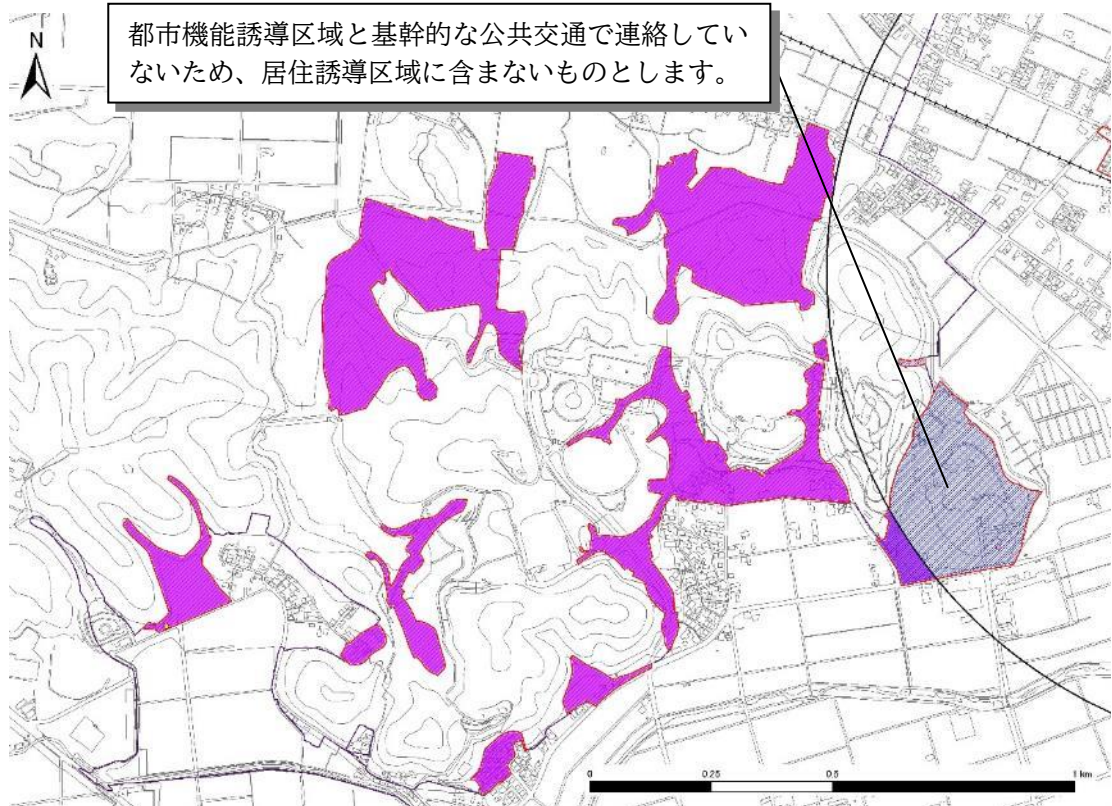 都市機能誘導区域と基幹的な公共交通で連絡してい
ないため、居住誘導区域に含まないものとします。
N
0 0.25 0.5 1 km